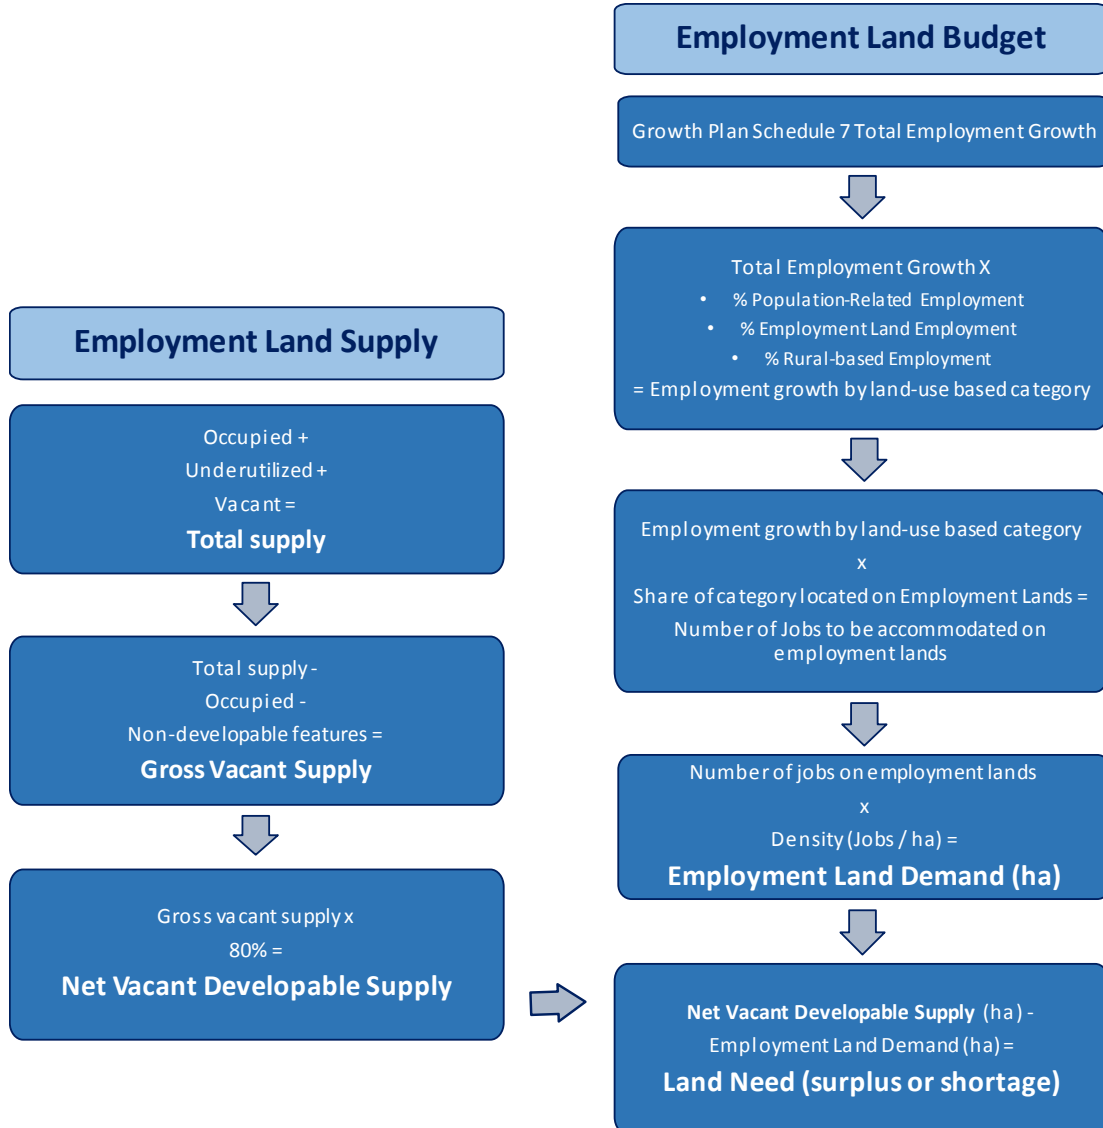 Employment Land Supply
Occupied +
Underutilized +
Vacant =
Total supply
Total supply -
Occupied -
Non-developable features =
Gross Vacant Supply
Gross vacant supply x
80% =
Net Vacant Developable Supply
Employment Land Budget
Growth Plan Schedule 7 Total Employment Growth
Total Employment Growth X
• % Population-Related Employment
• % Employment Land Employment
• % Rural-based Employment
= Employment growth by land-use based category
Employment growth by land-use based category
x
Share of category located on Employment Lands =
Number of Jobs to be accommodated on
employment lands
Number of jobs on employment lands
x
Density (Jobs / ha) =
Employment Land Demand (ha)
Net Vacant Developable Supply (ha) -
Employment Land Demand (ha) =
Land Need (surplus or shortage)